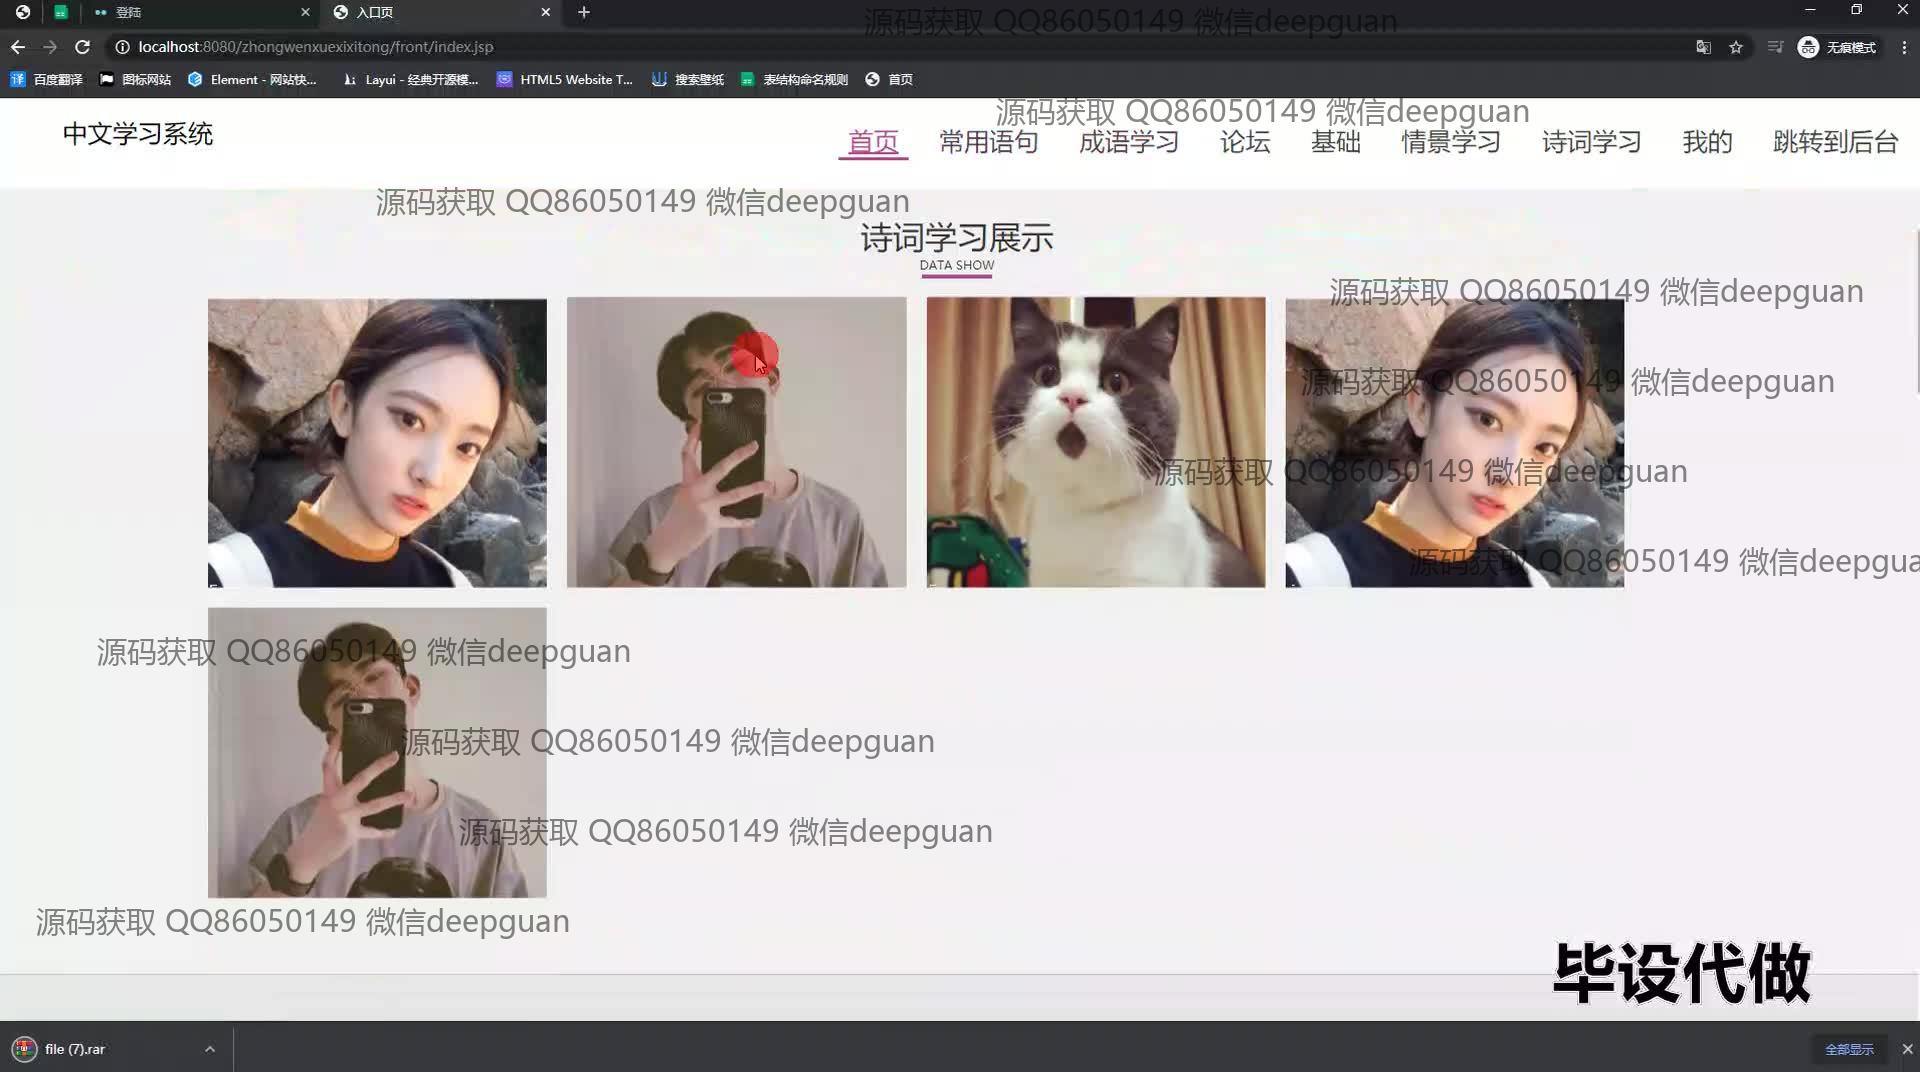 登陆
入口页
源码获取 QQ86050149 微信deepguan
localhost:8080/zhongwenxuexixitong/front/index.jsp
无痕模式
百度翻译
图标网站
Element - 网站快...
Layui - 经典开源模...
HTML5 Website T...
搜索壁纸
表结构命名规则
首页
源码获取 QQ86050149 微信deepguan
中文学习系统
首页 常用语句 成语学习 论坛 基础 情景学习 诗词学习 我的 跳转到后台
源码获取 QQ86050149 微信deepguan
诗词学习展示
DATA SHOW
源码获取 QQ86050149 微信deepguan
源码获取 QQ86050149 微信deepguan
源码获取 QQ86050149 微信deepguan
源码获取 QQ86050149 微信deepgua
源码获取 QQ86050149 微信deepguan
源码获取 QQ86050149 微信deepguan
源码获取 QQ86050149 微信deepguan
源码获取 QQ86050149 微信deepguan
毕设代做
file (7).rar
全部显示